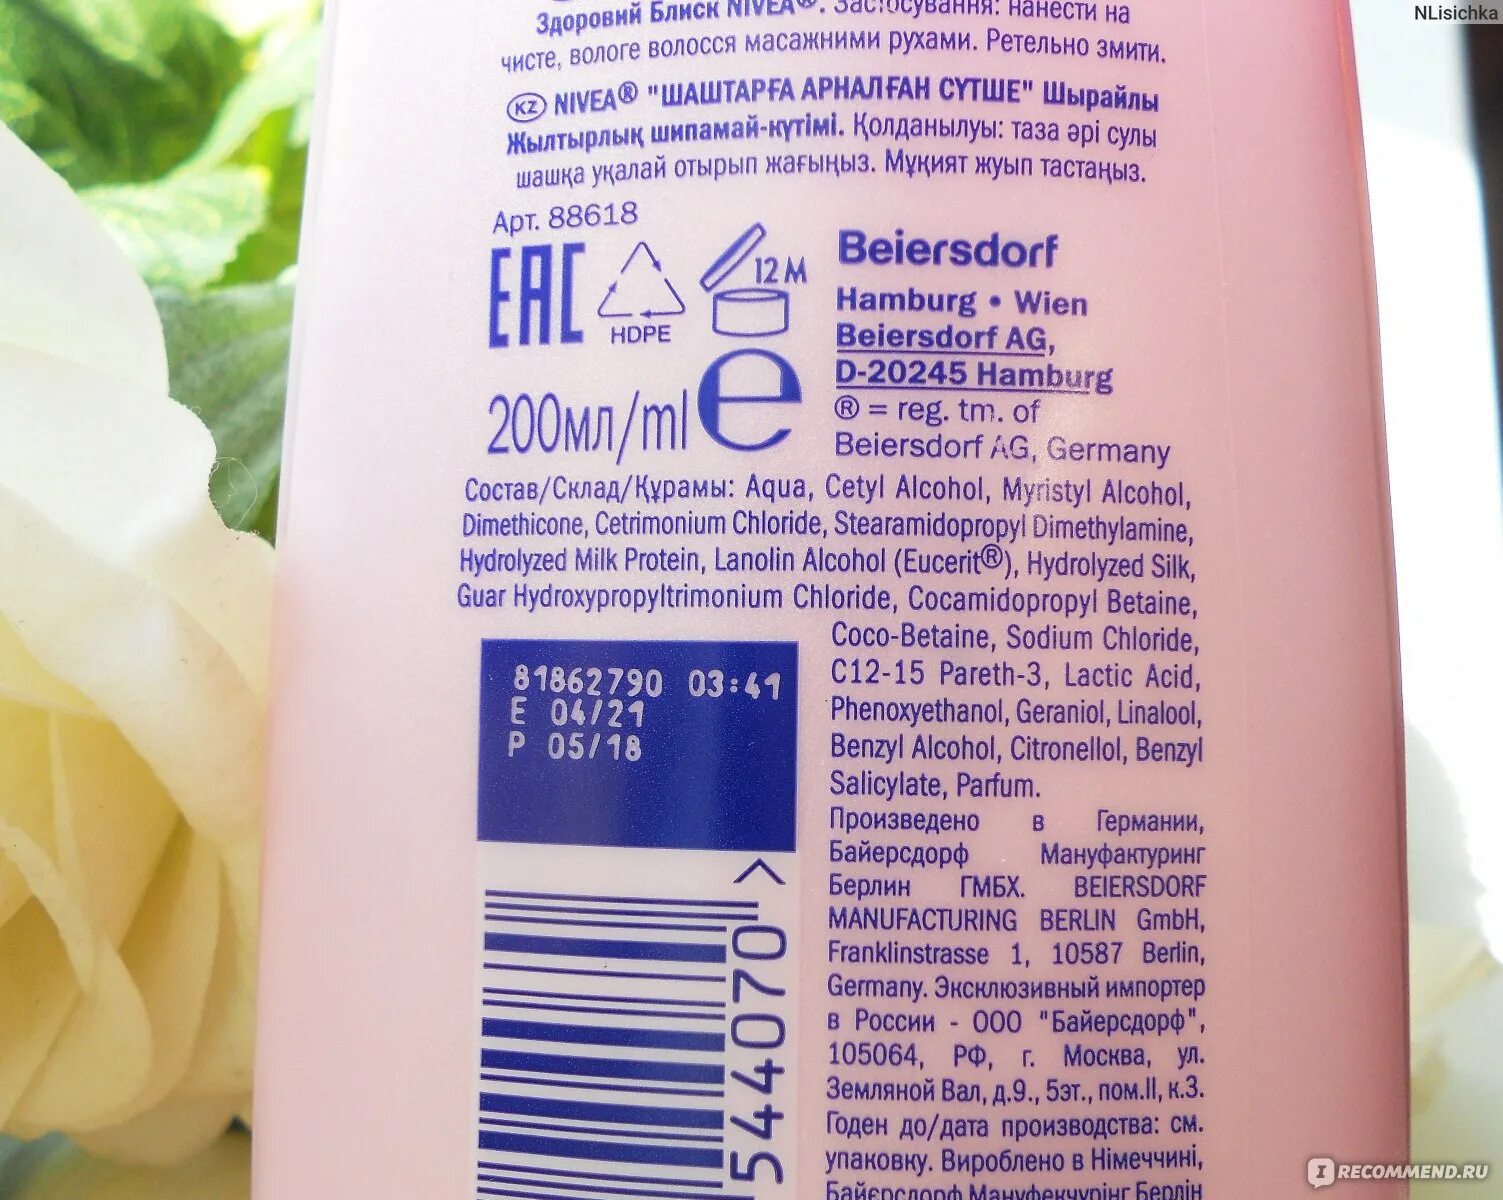 NLisichka
Здоровий Блиск NIVEA®. Застосування: нанести на
чисте, вологе волосся масажними рухами. Ретельно змити.
KZ NIVEA® "ШАШТАРҒА АРНАЛҒАН СҮТШЕ" Шырайлы
Жылтырлық шипамай-күтімі. Қолданылуы: таза әрі сулы
шашқа уқалай отырып жағыңыз. Мұқият жуып тастаңыз.
Арт. 88618
EAC
HDPE
12 M
Beiersdorf
Hamburg • Wien
Beiersdorf AG,
D-20245 Hamburg
® = reg. tm. of
Beiersdorf AG, Germany
200мл/ml e
Состав/Склад/Құрамы: Aqua, Cetyl Alcohol, Myristyl Alcohol,
Dimethicone, Cetrimonium Chloride, Stearamidopropyl Dimethylamine,
Hydrolyzed Milk Protein, Lanolin Alcohol (Eucerit®), Hydrolyzed Silk,
Guar Hydroxypropyltrimonium Chloride, Cocamidopropyl Betaine,
Coco-Betaine, Sodium Chloride,
C12-15 Pareth-3, Lactic Acid,
Phenoxyethanol, Geraniol, Linalool,
Benzyl Alcohol, Citronellol, Benzyl
Salicylate, Parfum.
81862790 03:41
E 04/21
P 05/18
Произведено в Германии,
Байерсдорф Мануфактуринг
Берлин ГМБХ. BEIERSDORF
MANUFACTURING BERLIN GmbH,
Franklinstrasse 1, 10587 Berlin,
Germany. Эксклюзивный импортер
в России - ООО "Байерсдорф",
105064, РФ, г. Москва, ул.
Земляной Вал, д.9., 5эт., пом.II, к.3.
Годен до/дата производства: см.
упаковку. Вироблено в Німеччині,
Байєрсдорф Мануфекчурінг Берлін
544070 >
IRECOMMEND.RU